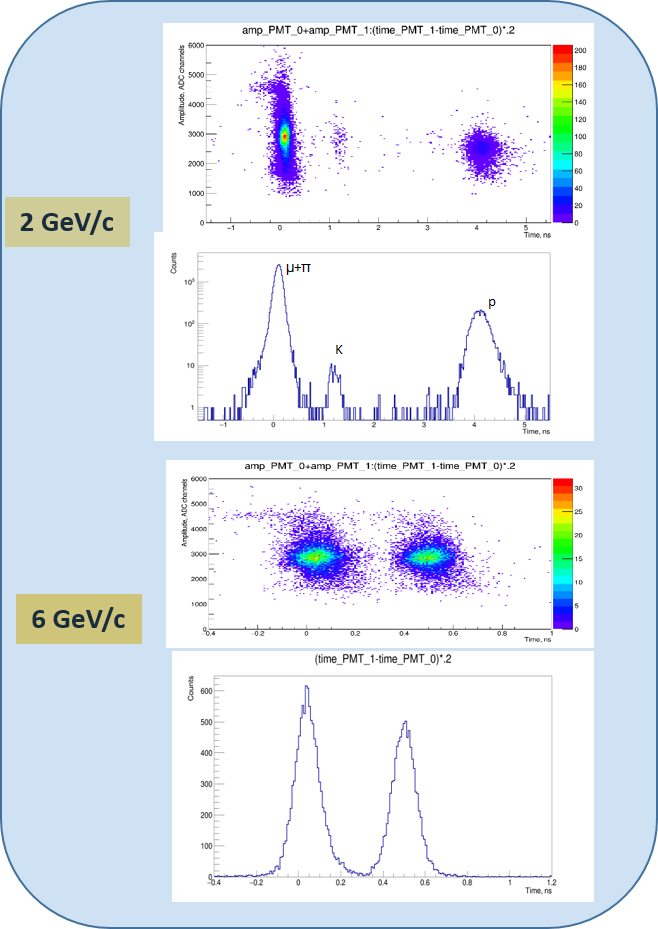 amp_PMT_0+amp_PMT_1:(time_PMT_1-time_PMT_0)*.2
Amplitude, ADC channels
6000
5000
4000
3000
2000
1000
0
−1 0 1 2 3 4 5
Time, ns
200
180
160
140
120
100
80
60
40
20
0
2 GeV/c
Counts
10³
10²
10
1
μ+π
K
p
−1 0 1 2 3 4 5
Time, ns
amp_PMT_0+amp_PMT_1:(time_PMT_1-time_PMT_0)*.2
Amplitude, ADC channels
6000
5000
4000
3000
2000
1000
0
−0.4 −0.2 0 0.2 0.4 0.6 0.8 1
Time, ns
30
25
20
15
10
5
0
6 GeV/c
(time_PMT_1-time_PMT_0)*.2
Counts
600
500
400
300
200
100
0
−0.4 −0.2 0 0.2 0.4 0.6 0.8 1 1.2
Time, ns